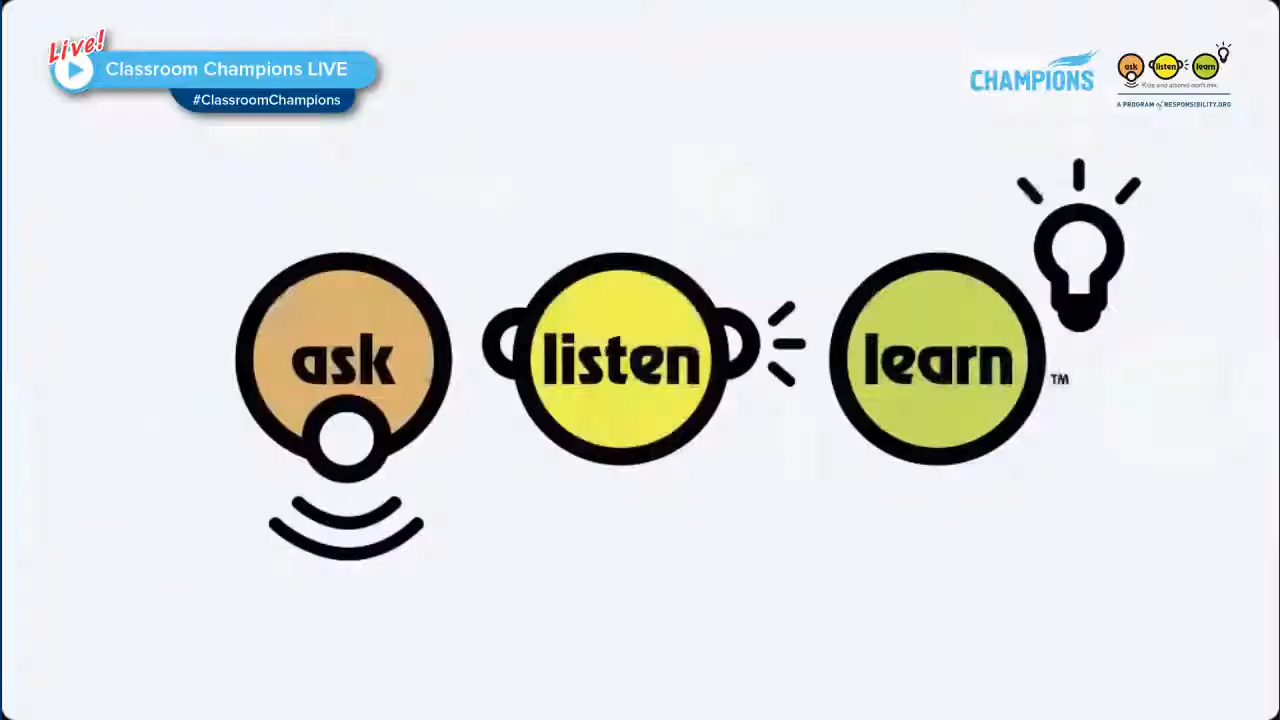 Live!
Classroom Champions LIVE
#ClassroomChampions
CHAMPIONS
ask listen learn
Kids and alcohol don't mix.
A PROGRAM of RESPONSIBILITY.ORG
ask listen learn ™